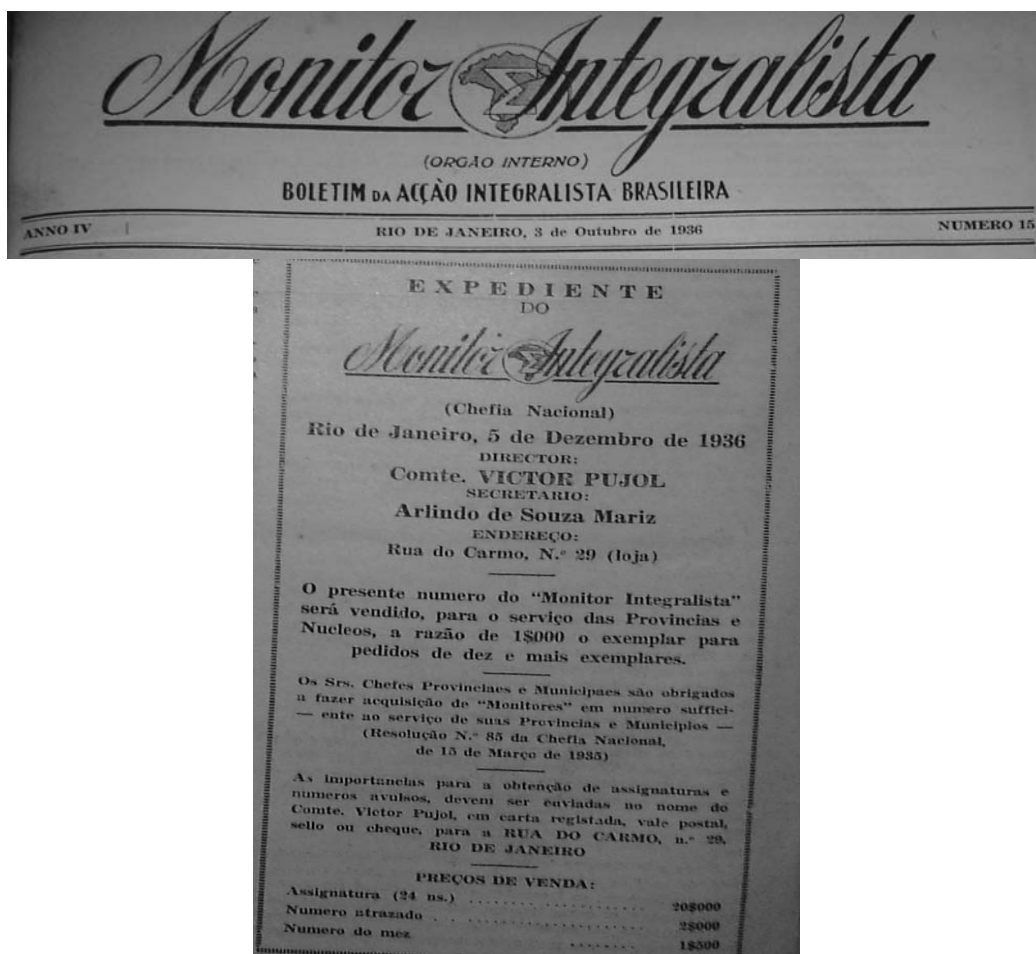 Monitor Integralista
(ORGÃO INTERNO)
BOLETIM DA ACÇÃO INTEGRALISTA BRASILEIRA
ANNO IV
RIO DE JANEIRO, 3 de Outubro de 1936
NUMERO 15
EXPEDIENTE
DO
Monitor Integralista
(Chefia Nacional)
Rio de Janeiro, 5 de Dezembro de 1936
DIRECTOR:
Comte. VICTOR PUJOL
SECRETARIO:
Arlindo de Souza Mariz
ENDEREÇO:
Rua do Carmo, N.º 29 (loja)
O presente numero do "Monitor Integralista"
será vendido, para o serviço das Provincias e
Nucleos, a razão de 1$000 o exemplar para
pedidos de dez e mais exemplares.
Os Srs. Chefes Provinciaes e Municipaes são obrigados
a fazer acquisição de "Monitores" em numero suffici-
— ente ao serviço de suas Provincias e Municipios —
(Resolução N.º 85 da Chefia Nacional,
de 15 de Março de 1935)
As importancias para a obtenção de assignaturas e
numeros avulsos, devem ser enviadas no nome do
Comte. Victor Pujol, em carta registada, vale postal,
sello ou cheque, para a RUA DO CARMO, n.º 29,
RIO DE JANEIRO
PREÇOS DE VENDA:
Assignatura (24 ns.) .................... 20$000
Numero atrazado ........................ 2$000
Numero do mez ........ 1$500